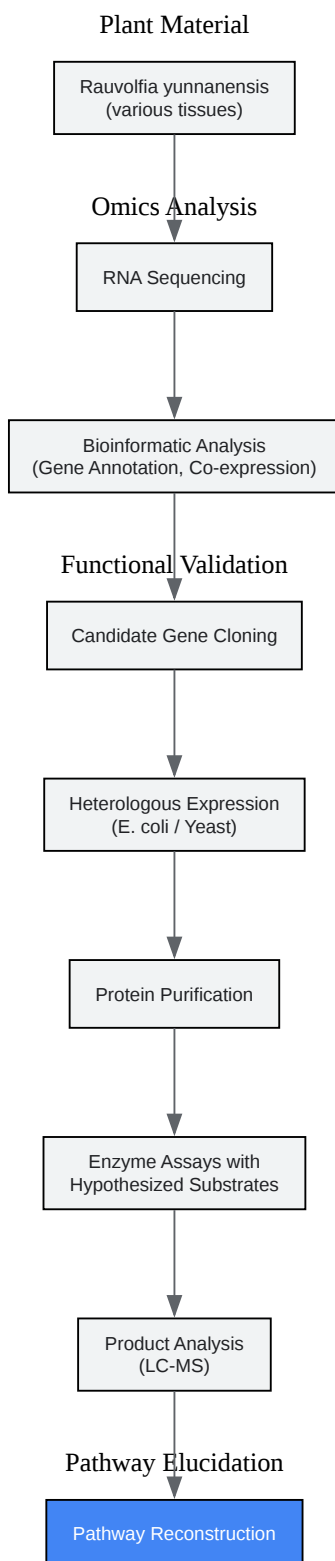 Plant Material
Rauvolfia yunnanensis
(various tissues)
Omics Analysis
RNA Sequencing
Bioinformatic Analysis
(Gene Annotation, Co-expression)
Functional Validation
Candidate Gene Cloning
Heterologous Expression
(E. coli / Yeast)
Protein Purification
Enzyme Assays with
Hypothesized Substrates
Product Analysis
(LC-MS)
Pathway Elucidation
Pathway Reconstruction